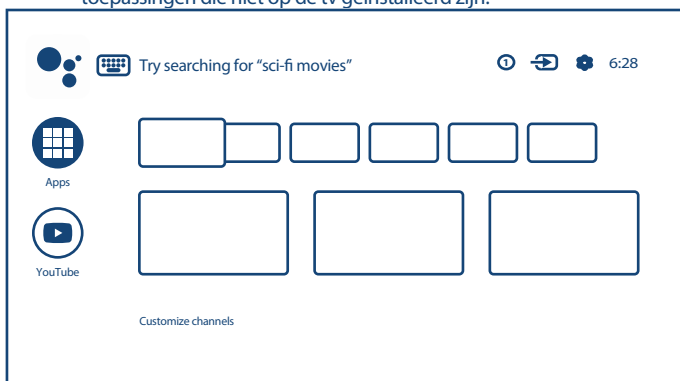 toepassingen die niet op de tv geïnstalleerd zijn.
Try searching for “sci-fi movies”
1
6:28
Apps
YouTube
Customize channels